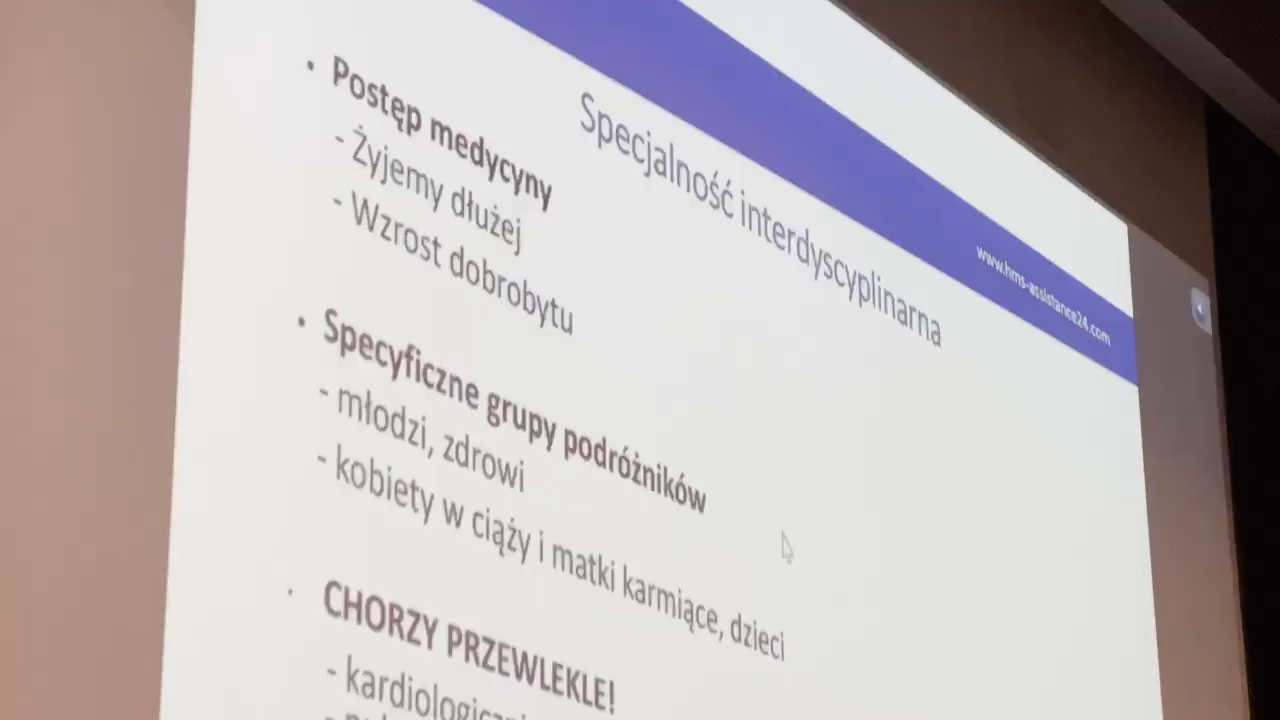 www.hms-assistance24.com
Specjalność interdyscyplinarna
• Postęp medycyny
- Żyjemy dłużej
- Wzrost dobrobytu
• Specyficzne grupy podróżników
- młodzi, zdrowi
- kobiety w ciąży i matki karmiące, dzieci
• CHORZY PRZEWLEKLE!